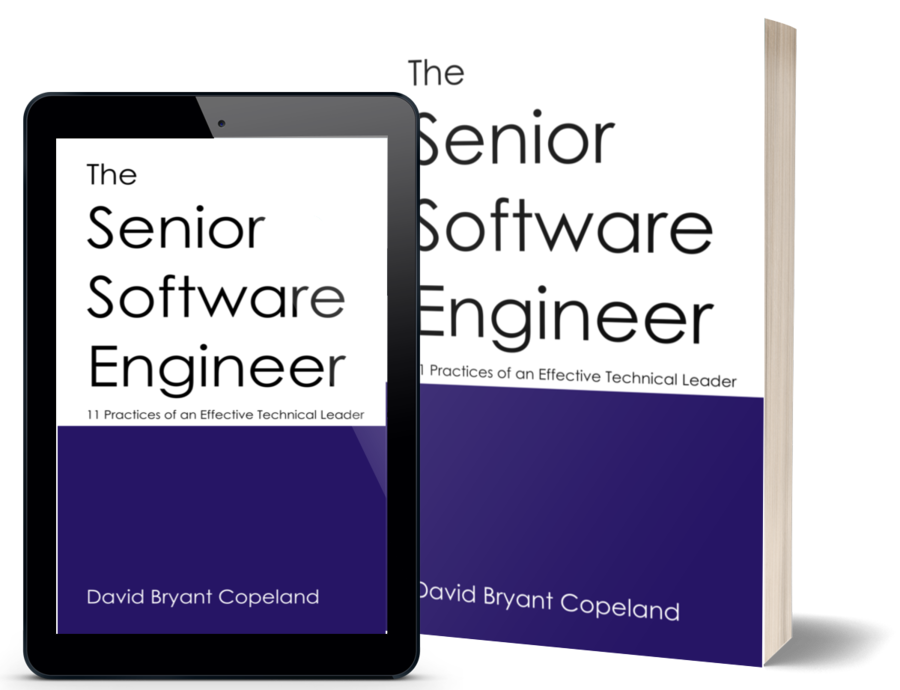 The
Senior
Software
Engineer
11 Practices of an Effective Technical Leader
David Bryant Copeland
The
Senior
Software
Engineer
1 Practices of an Effective Technical Leader
David Bryant Copeland